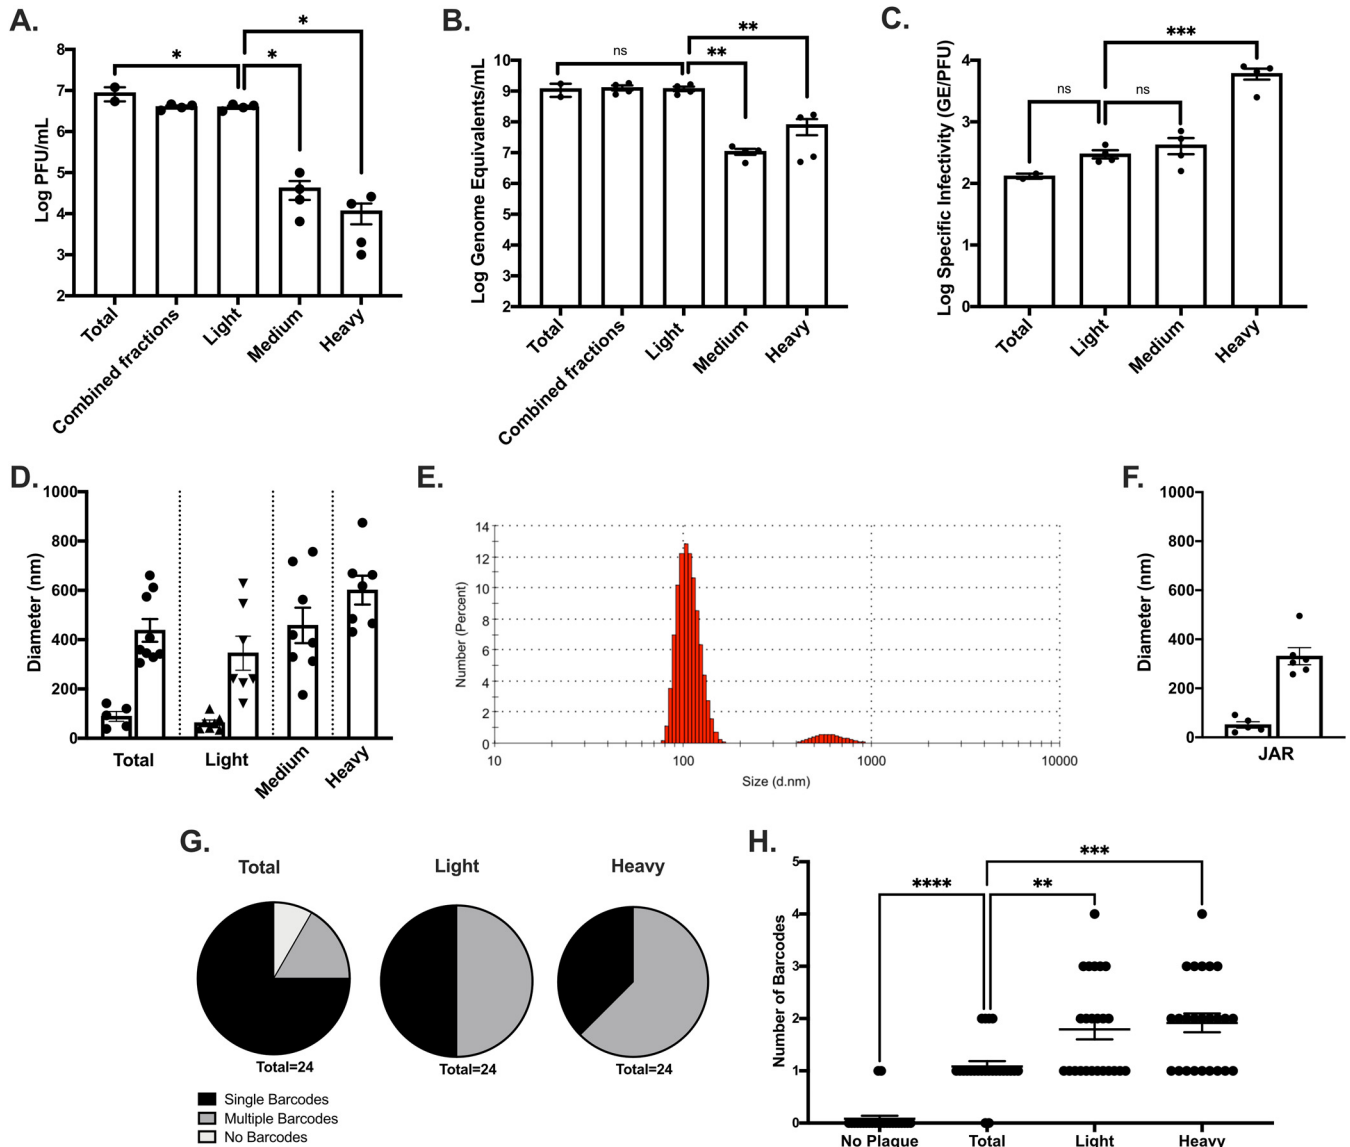 A.
*
*
*
8
7
6
5
4
3
2
Log PFU/mL
Total
Combined fractions
Light
Medium
Heavy
B.
ns
**
**
10
9
8
7
6
5
4
3
2
Log Genome Equivalents/mL
Total
Combined fractions
Light
Medium
Heavy
C.
ns
ns
***
4
3
2
1
0
Log Specific Infectivity (GE/PFU)
Total
Light
Medium
Heavy
D.
1000
800
600
400
200
0
Diameter (nm)
Total
Light
Medium
Heavy
E.
14
12
10
8
6
4
2
0
Number (Percent)
10
100
1000
10000
Size (d.nm)
F.
1000
800
600
400
200
0
Diameter (nm)
JAR
G.
Total
Light
Heavy
Total=24
Total=24
Total=24
Single Barcodes
Multiple Barcodes
No Barcodes
H.
****
**
***
5
4
3
2
1
0
Number of Barcodes
No Plaque
Total
Light
Heavy